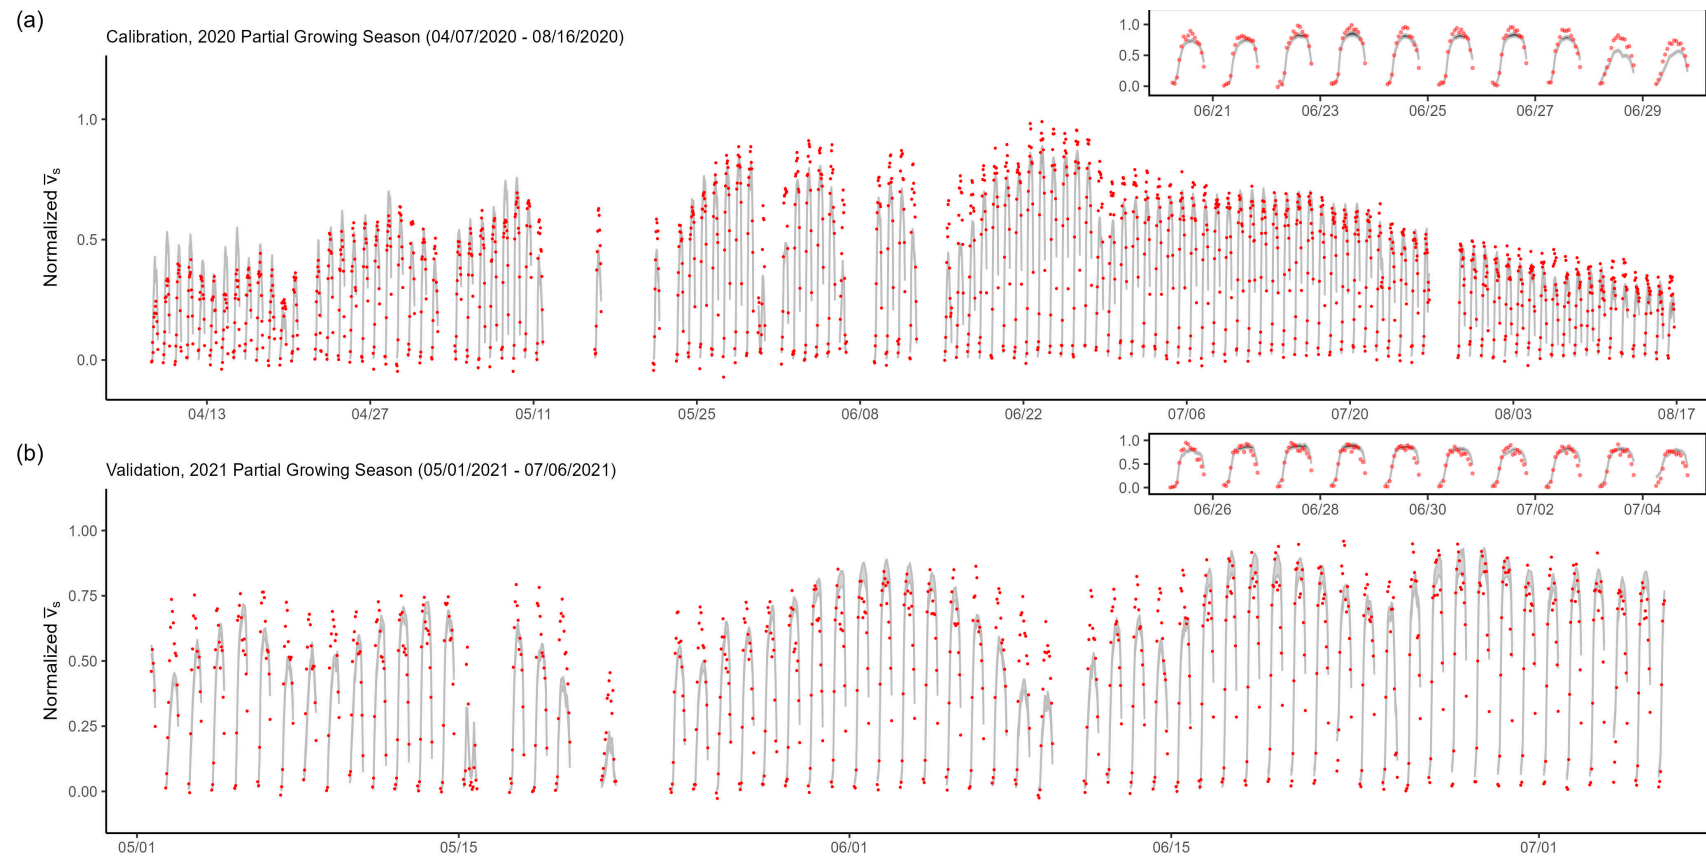 (a)
Calibration, 2020 Partial Growing Season (04/07/2020 - 08/16/2020)
1.0
0.5
0.0
06/21 06/23 06/25 06/27 06/29
Normalized v̅s
1.0
0.5
0.0
04/13 04/27 05/11 05/25 06/08 06/22 07/06 07/20 08/03 08/17
(b)
Validation, 2021 Partial Growing Season (05/01/2021 - 07/06/2021)
1.0
0.5
0.0
06/26 06/28 06/30 07/02 07/04
Normalized v̅s
1.00
0.75
0.50
0.25
0.00
05/01 05/15 06/01 06/15 07/01